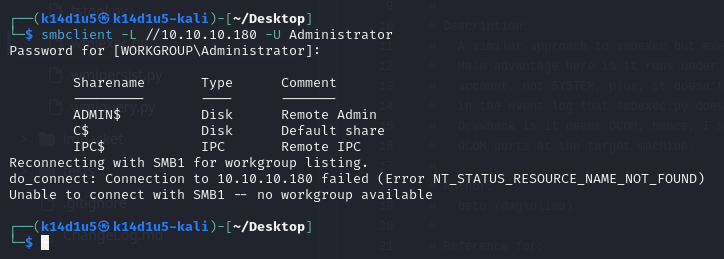 ┌──(k14d1u5㉿k14d1u5-kali)-[~/Desktop]
└─$ smbclient -L //10.10.10.180 -U Administrator
Password for [WORKGROUP\Administrator]:
Sharename       Type      Comment
---------       ----      -------
ADMIN$          Disk      Remote Admin
C$              Disk      Default share
IPC$            IPC       Remote IPC
Reconnecting with SMB1 for workgroup listing.
do_connect: Connection to 10.10.10.180 failed (Error NT_STATUS_RESOURCE_NAME_NOT_FOUND)
Unable to connect with SMB1 -- no workgroup available
┌──(k14d1u5㉿k14d1u5-kali)-[~/Desktop]
└─$